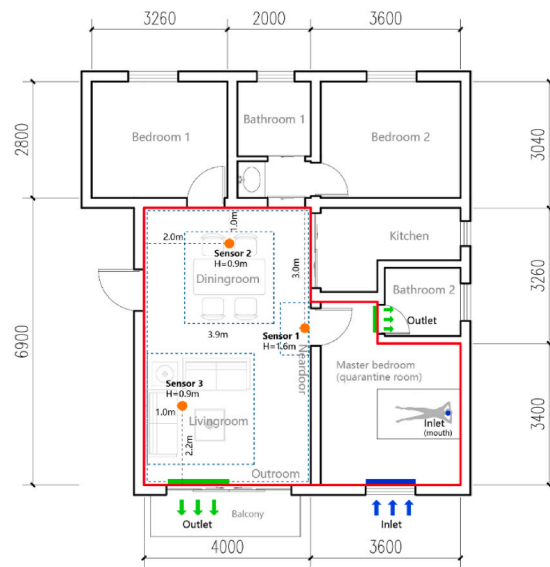 3260
2000
3600
2800
3040
Bedroom 1
Bathroom 1
Bedroom 2
1.0m
2.0m
Sensor 2
H=0.9m
Diningroom
3.0m
Kitchen
3260
Bathroom 2
Outlet
6900
3.9m
Sensor 1
H=1.6m
Neardoor
Master bedroom
(quarantine room)
3400
Sensor 3
H=0.9m
1.0m
Livingroom
2.2m
Inlet
(mouth)
Outroom
Outlet
Balcony
Inlet
4000
3600